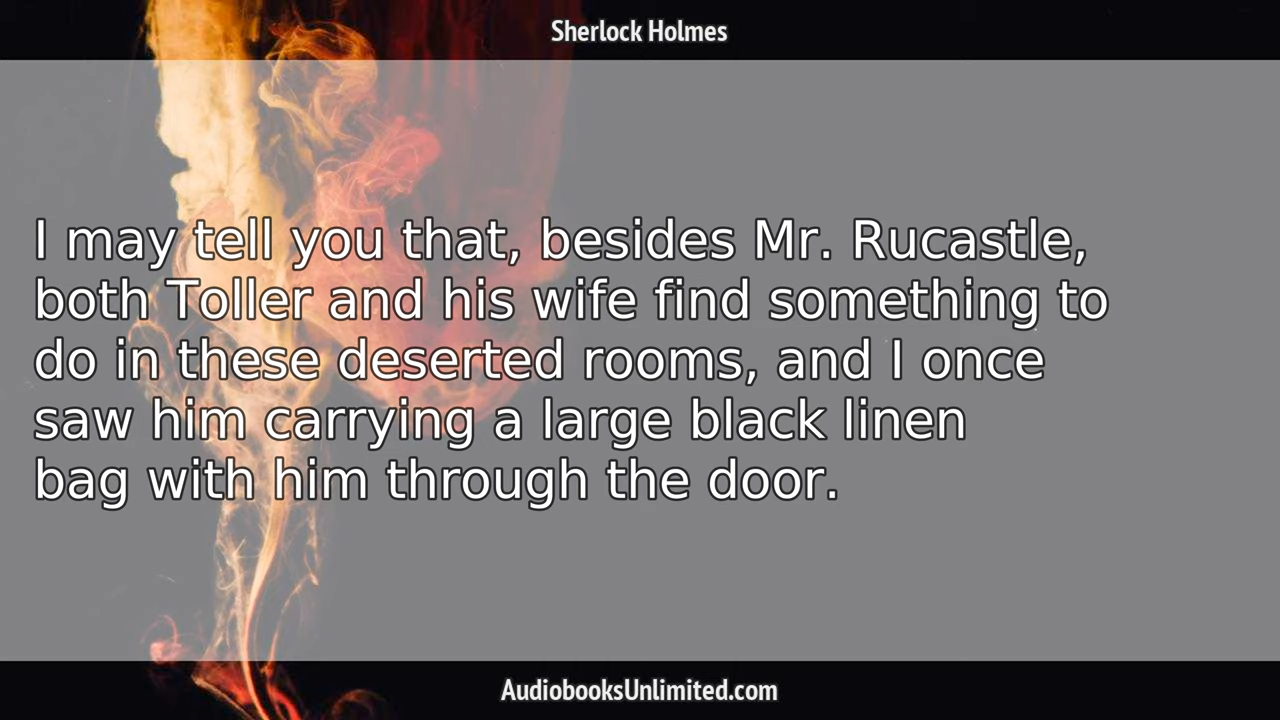 Sherlock Holmes
I may tell you that, besides Mr. Rucastle,
both Toller and his wife find something to
do in these deserted rooms, and I once
saw him carrying a large black linen
bag with him through the door.
AudiobooksUnlimited.com